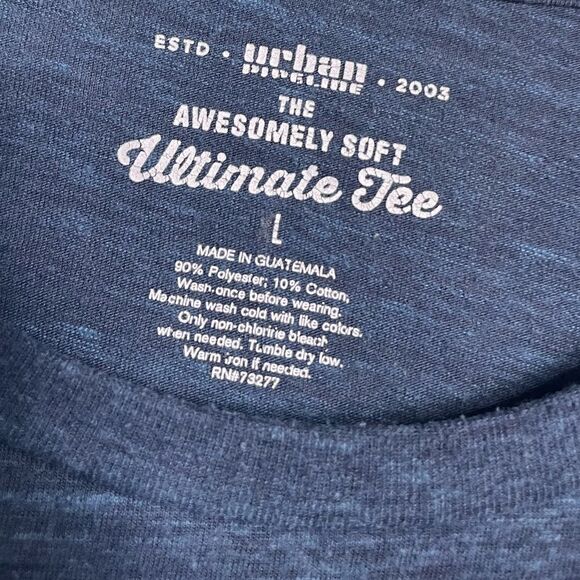 ESTD • urban PIPELINE • 2003
THE
AWESOMELY SOFT
Ultimate Tee
L
MADE IN GUATEMALA
90% Polyester; 10% Cotton;
Wash once before wearing.
Machine wash cold with like colors.
Only non-chlorine bleach
when needed. Tumble dry low.
Warm iron if needed.
RN#73277